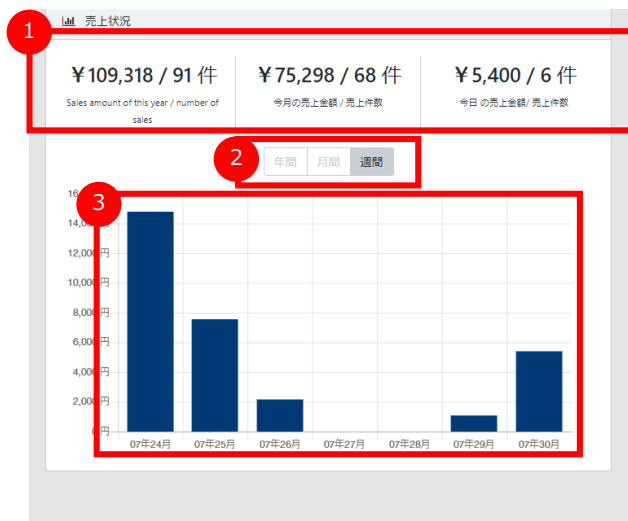 1
売上状況
¥109,318 / 91 件
Sales amount of this year / number of
sales
¥75,298 / 68 件
今月の売上金額 / 売上件数
¥5,400 / 6 件
今日 の売上金額/ 売上件数
2
年間 月間 週間
3
14,000円
12,000円
10,000円
8,000円
6,000円
4,000円
2,000円
0円
07年24月 07年25月 07年26月 07年27月 07年28月 07年29月 07年30月